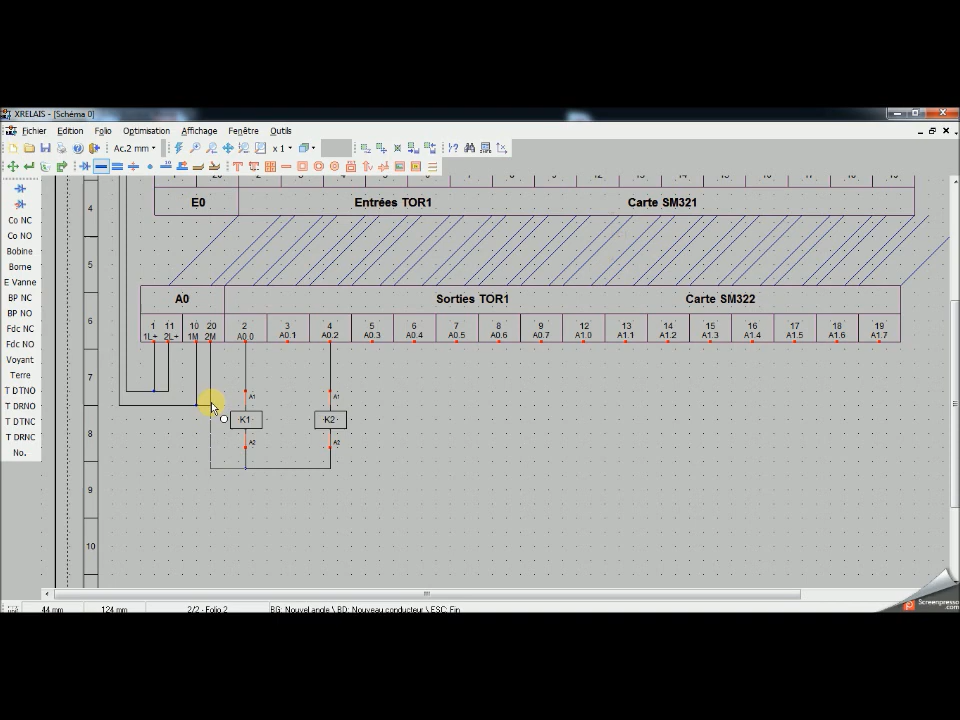 XRELAIS - [Schéma 0]
Fichier Edition Folio Optimisation Affichage Fenêtre Outils
Ac.2 mm x 1
Co NC
Co NO
Bobine
Borne
E Vanne
BP NC
BP NO
Fdc NC
Fdc NO
Voyant
Terre
T DTNO
T DRNO
T DTNC
T DRNC
No.
4
E0 Entrées TOR1 Carte SM321
5
A0 Sorties TOR1 Carte SM322
6
1 11 10 20 2 3 4 5 6 7 8 9 12 13 14 15 16 17 18 19
1L+ 2L+ 1M 2M A0.0 A0.1 A0.2 A0.3 A0.4 A0.5 A0.6 A0.7 A1.0 A1.1 A1.2 A1.3 A1.4 A1.5 A1.6 A1.7
7
A1 A1
K1 K2
8
A2 A2
9
10
44 mm 124 mm 2/2 - Folio 2 BG: Nouvel angle \ BD: Nouveau conducteur \ ESC: Fin
Screenpresso
.com